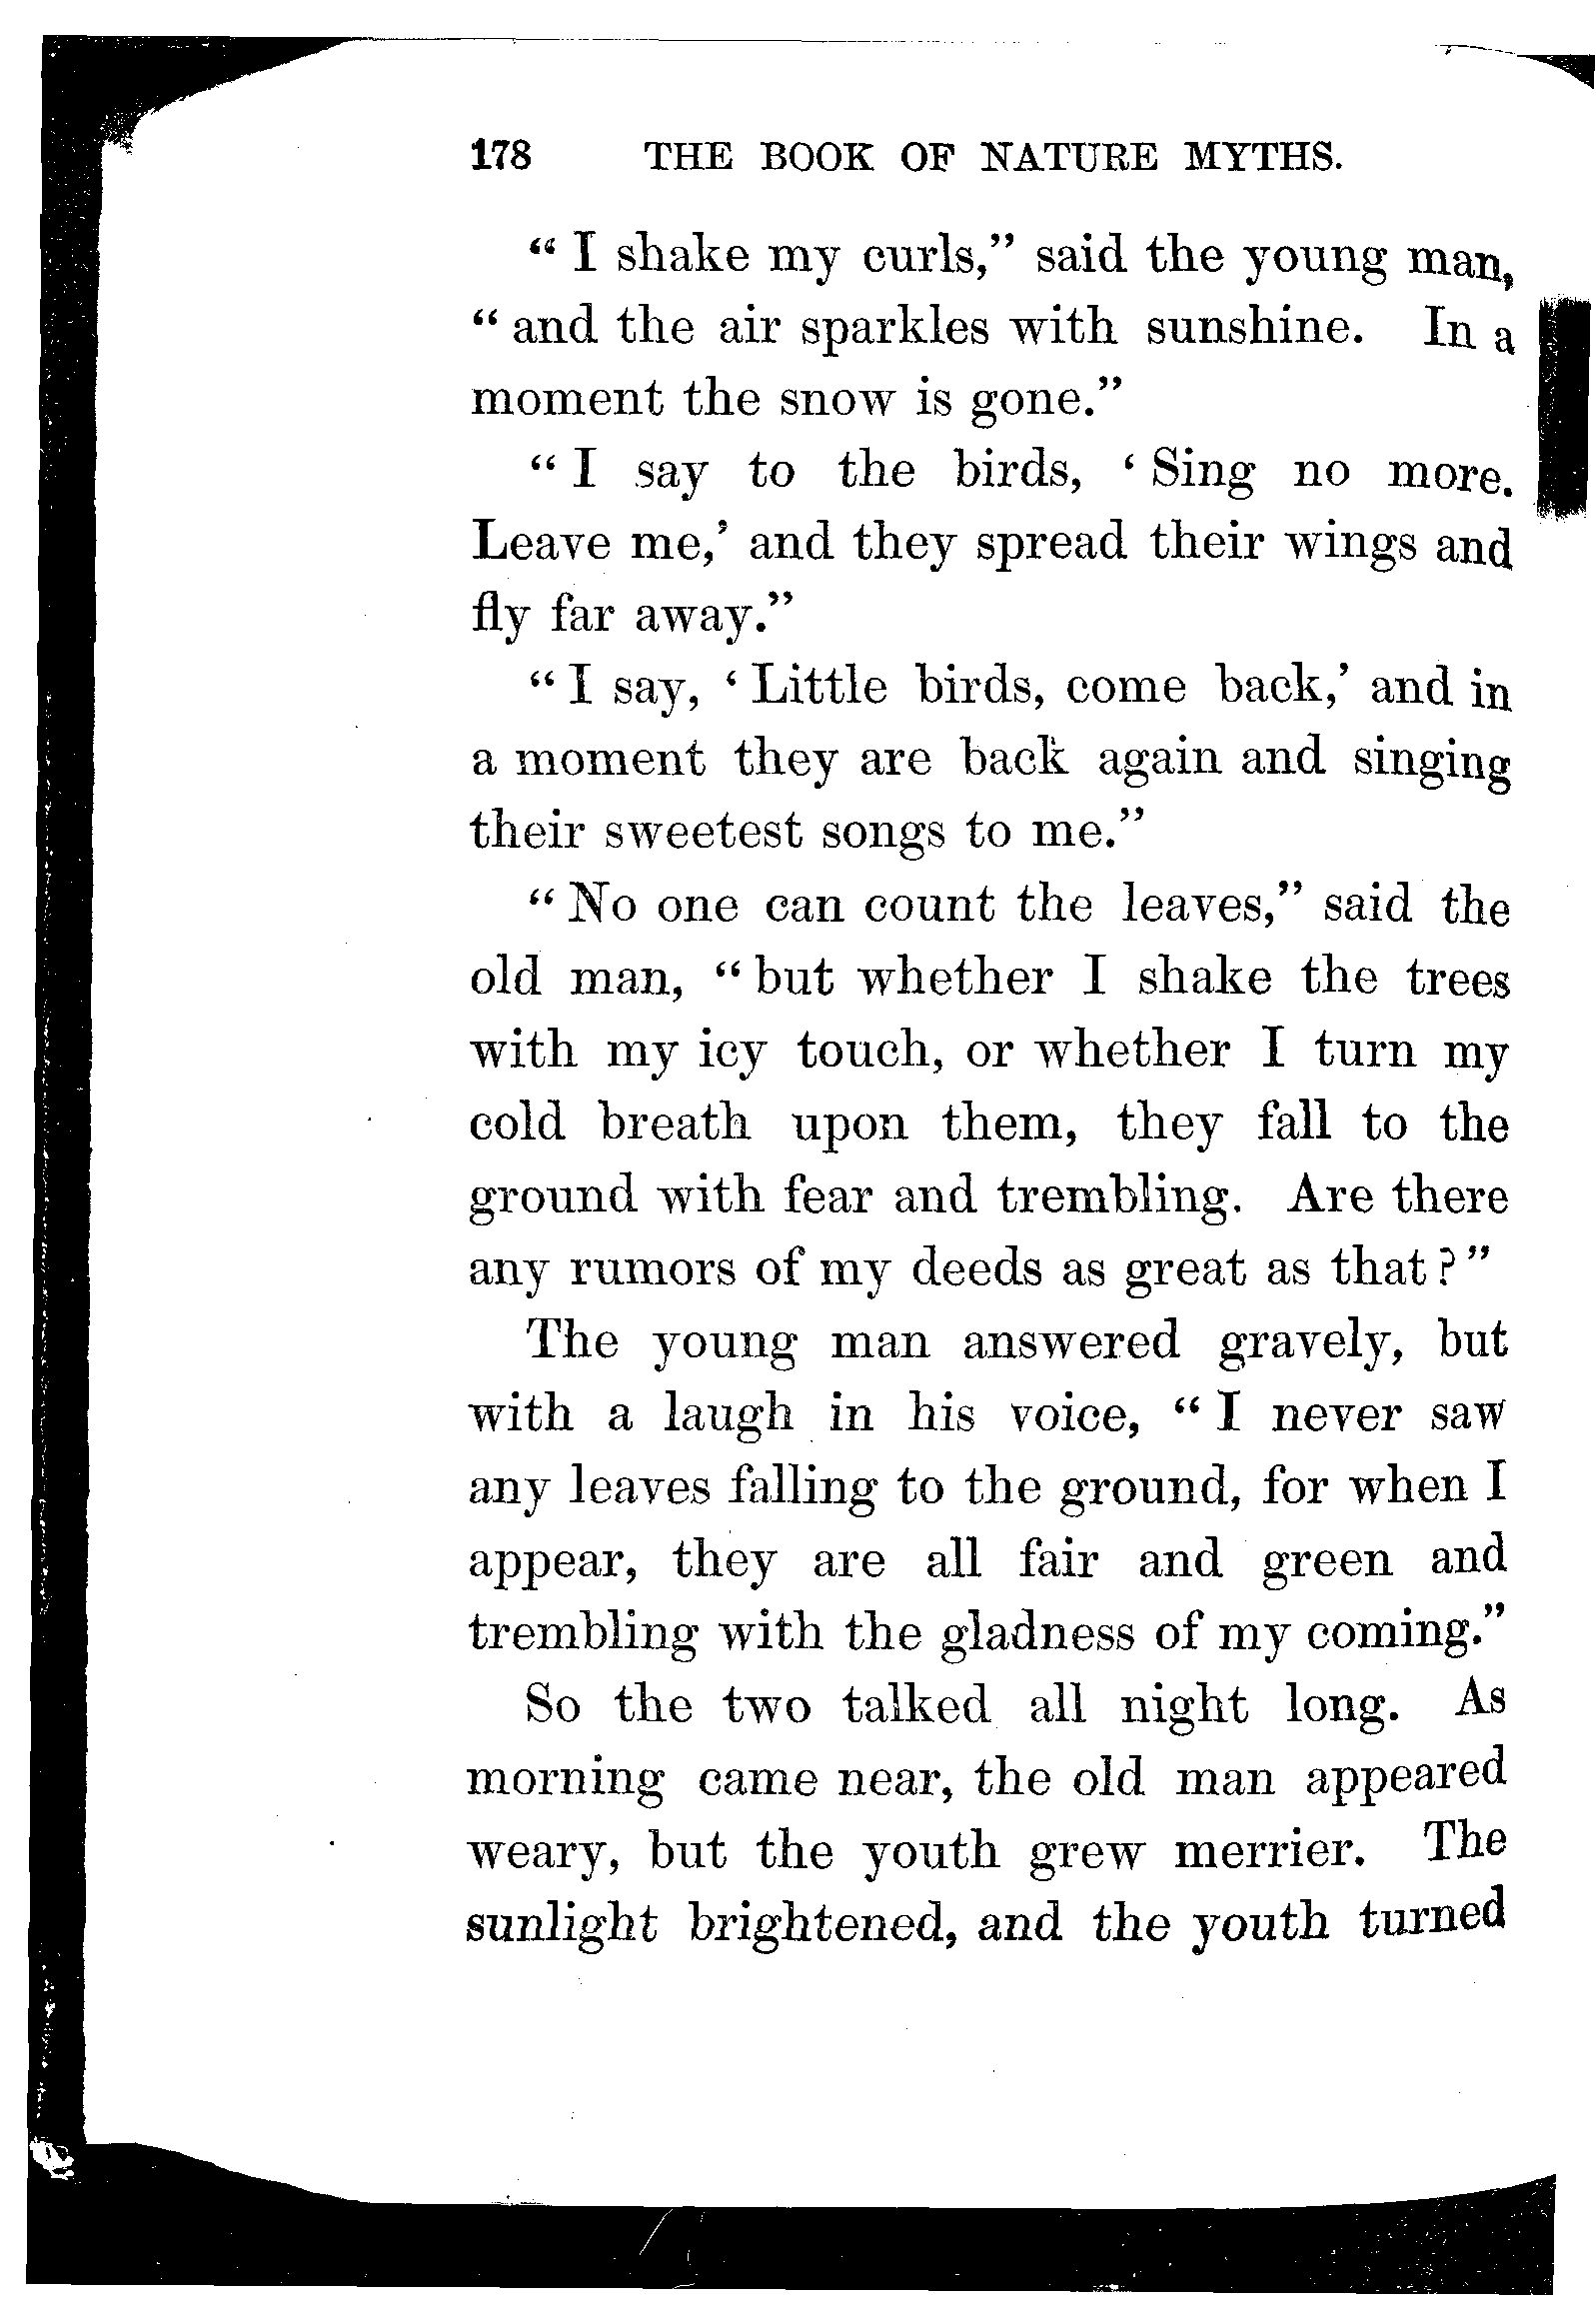 178 THE BOOK OF NATURE MYTHS.
“ I shake my curls,” said the young man,
“ and the air sparkles with sunshine. In a
moment the snow is gone.”
“ I say to the birds, ‘ Sing no more.
Leave me,’ and they spread their wings and
fly far away.”
“ I say, ‘ Little birds, come back,’ and in
a moment they are back again and singing
their sweetest songs to me.”
“ No one can count the leaves,” said the
old man, “ but whether I shake the trees
with my icy touch, or whether I turn my
cold breath upon them, they fall to the
ground with fear and trembling. Are there
any rumors of my deeds as great as that ? ”
The young man answered gravely, but
with a laugh in his voice, “ I never saw
any leaves falling to the ground, for when I
appear, they are all fair and green and
trembling with the gladness of my coming.”
So the two talked all night long. As
morning came near, the old man appeared
weary, but the youth grew merrier. The
sunlight brightened, and the youth turned